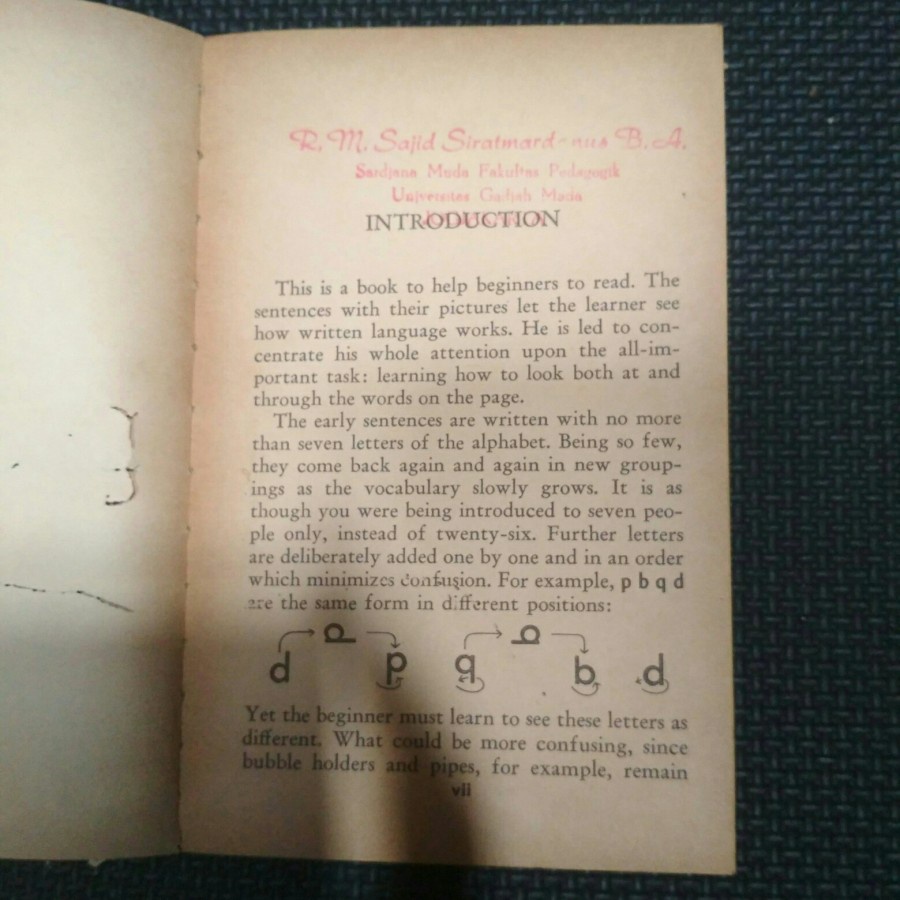 R. M. Sajid Siratmard-nus B. A.
Sardjana Muda Fakultas Pedagogik
Universitas Gadjah Mada
INTRODUCTION
This is a book to help beginners to read. The
sentences with their pictures let the learner see
how written language works. He is led to con-
centrate his whole attention upon the all-im-
portant task: learning how to look both at and
through the words on the page.
The early sentences are written with no more
than seven letters of the alphabet. Being so few,
they come back again and again in new group-
ings as the vocabulary slowly grows. It is as
though you were being introduced to seven peo-
ple only, instead of twenty-six. Further letters
are deliberately added one by one and in an order
which minimizes confusion. For example, p b q d
are the same form in different positions:
d p q b d
Yet the beginner must learn to see these letters as
different. What could be more confusing, since
bubble holders and pipes, for example, remain
vii